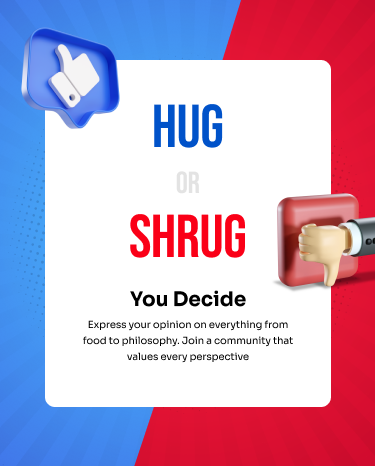 HUG
OR
SHRUG
You Decide
Express your opinion on everything from
food to philosophy. Join a community that
values every perspective